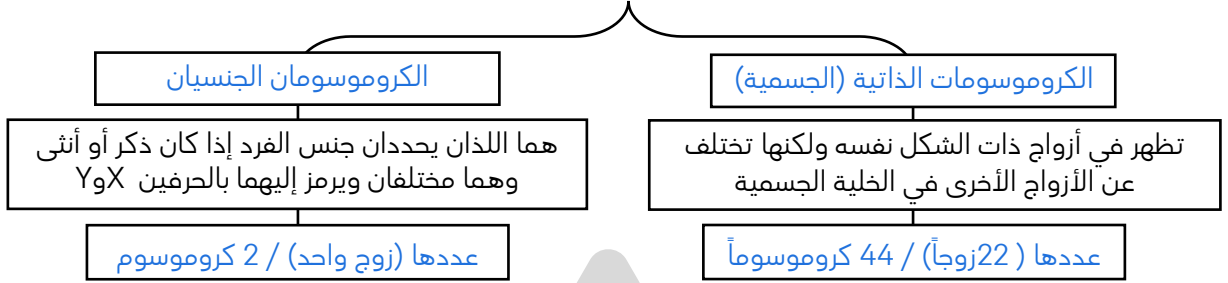 الكروموسومات الذاتية (الجسمية)
تظهر في أزواج ذات الشكل نفسه ولكنها تختلف
عن الأزواج الأخرى في الخلية الجسمية
عددها ( 22زوجاً) / 44 كروموسوماً
الكروموسومان الجنسيان
هما اللذان يحددان جنس الفرد إذا كان ذكر أو أنثى
وهما مختلفان ويرمز إليهما بالحرفين XوY
عددها (زوج واحد) / 2 كروموسوم